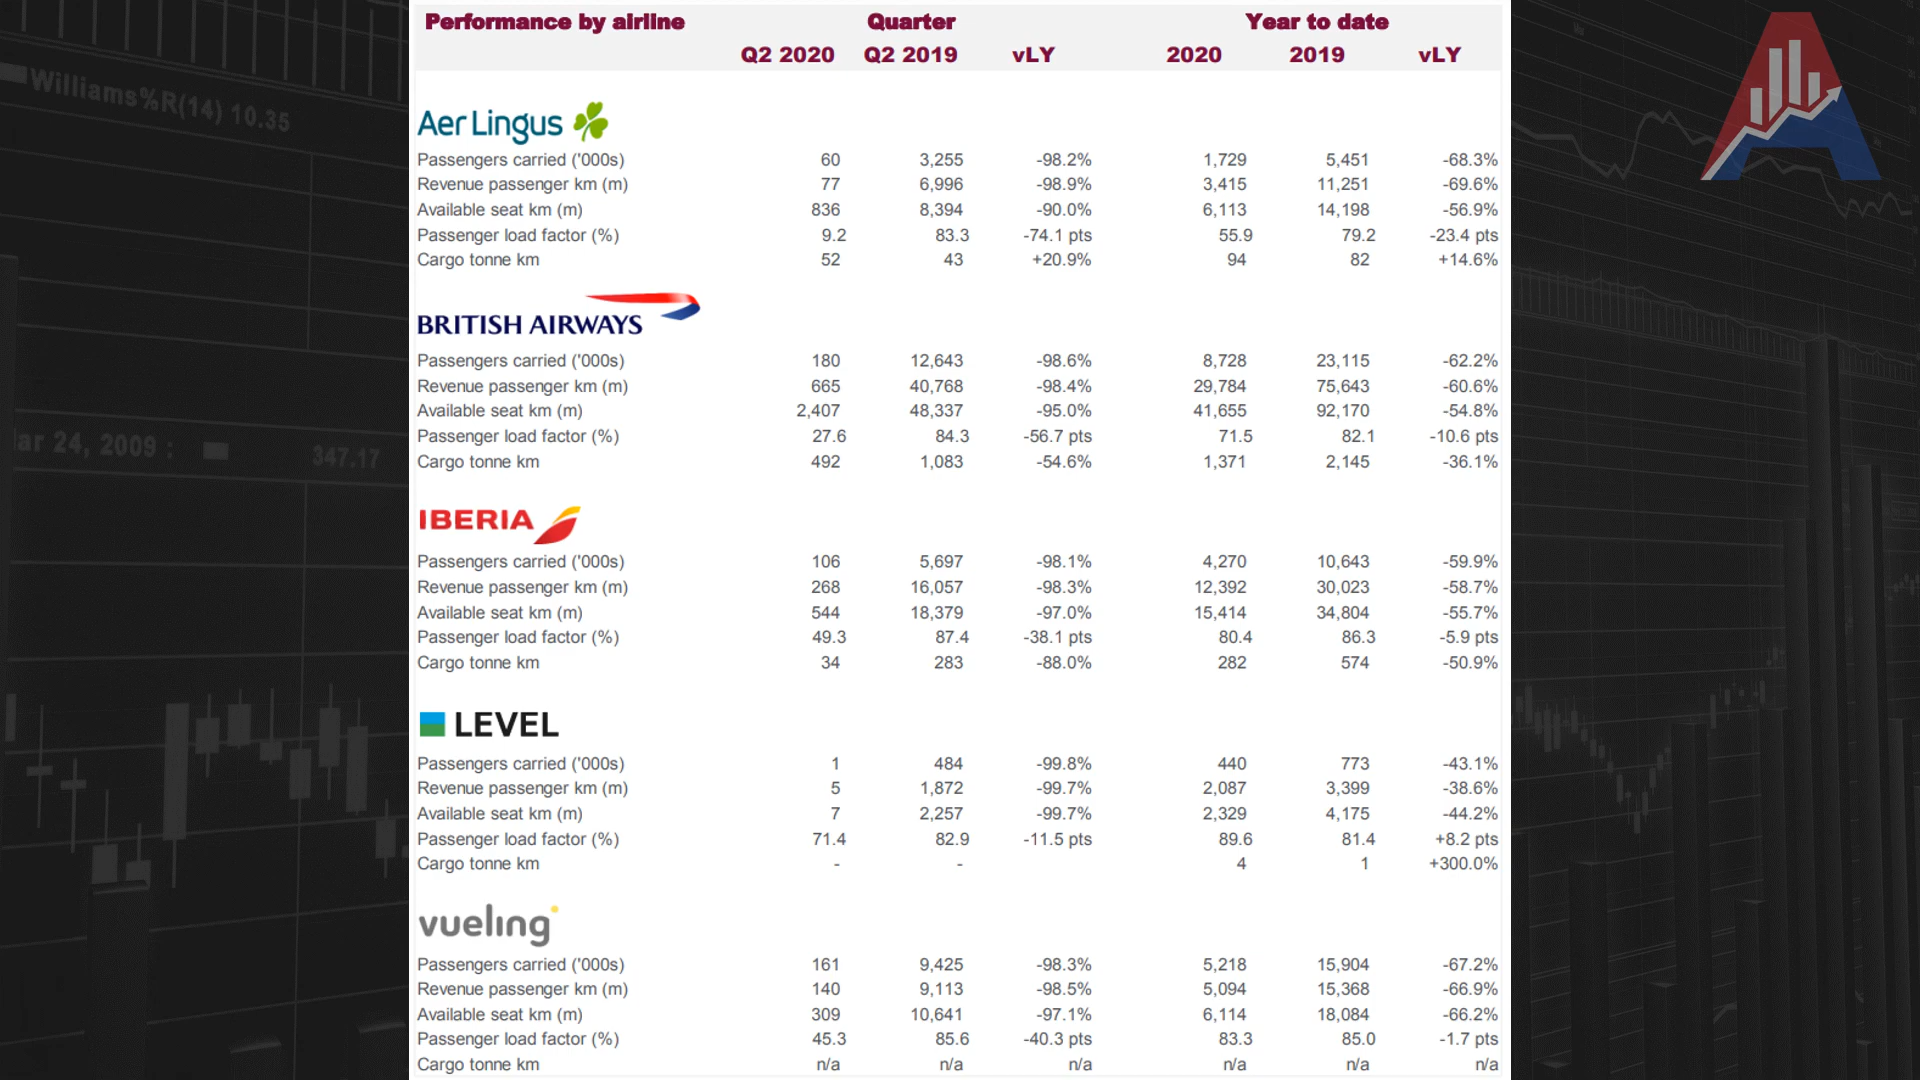 Performance by airline Quarter Year to date
Q2 2020 Q2 2019 vLY 2020 2019 vLY
Williams%R(14) 10.35
Aer Lingus
Passengers carried ('000s) 60 3,255 -98.2% 1,729 5,451 -68.3%
Revenue passenger km (m) 77 6,996 -98.9% 3,415 11,251 -69.6%
Available seat km (m) 836 8,394 -90.0% 6,113 14,198 -56.9%
Passenger load factor (%) 9.2 83.3 -74.1 pts 55.9 79.2 -23.4 pts
Cargo tonne km 52 43 +20.9% 94 82 +14.6%
BRITISH AIRWAYS
Passengers carried ('000s) 180 12,643 -98.6% 8,728 23,115 -62.2%
Revenue passenger km (m) 665 40,768 -98.4% 29,784 75,643 -60.6%
Available seat km (m) 2,407 48,337 -95.0% 41,655 92,170 -54.8%
Passenger load factor (%) 27.6 84.3 -56.7 pts 71.5 82.1 -10.6 pts
ar 24, 2009 : 347.17
Cargo tonne km 492 1,083 -54.6% 1,371 2,145 -36.1%
IBERIA
Passengers carried ('000s) 106 5,697 -98.1% 4,270 10,643 -59.9%
Revenue passenger km (m) 268 16,057 -98.3% 12,392 30,023 -58.7%
Available seat km (m) 544 18,379 -97.0% 15,414 34,804 -55.7%
Passenger load factor (%) 49.3 87.4 -38.1 pts 80.4 86.3 -5.9 pts
Cargo tonne km 34 283 -88.0% 282 574 -50.9%
LEVEL
Passengers carried ('000s) 1 484 -99.8% 440 773 -43.1%
Revenue passenger km (m) 5 1,872 -99.7% 2,087 3,399 -38.6%
Available seat km (m) 7 2,257 -99.7% 2,329 4,175 -44.2%
Passenger load factor (%) 71.4 82.9 -11.5 pts 89.6 81.4 +8.2 pts
Cargo tonne km - - 4 1 +300.0%
vueling
Passengers carried ('000s) 161 9,425 -98.3% 5,218 15,904 -67.2%
Revenue passenger km (m) 140 9,113 -98.5% 5,094 15,368 -66.9%
Available seat km (m) 309 10,641 -97.1% 6,114 18,084 -66.2%
Passenger load factor (%) 45.3 85.6 -40.3 pts 83.3 85.0 -1.7 pts
Cargo tonne km n/a n/a n/a n/a n/a n/a